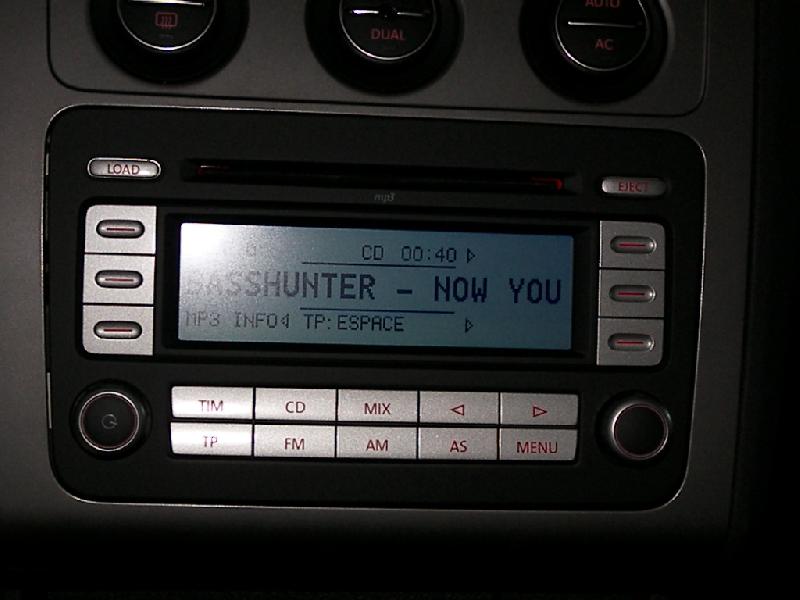 DUAL
AUTO
AC
LOAD
EJECT
mp3
CD 00:40
BASSHUNTER - NOW YOU
MP3 INFO TP:ESPACE
TIM CD MIX
TP FM AM AS MENU